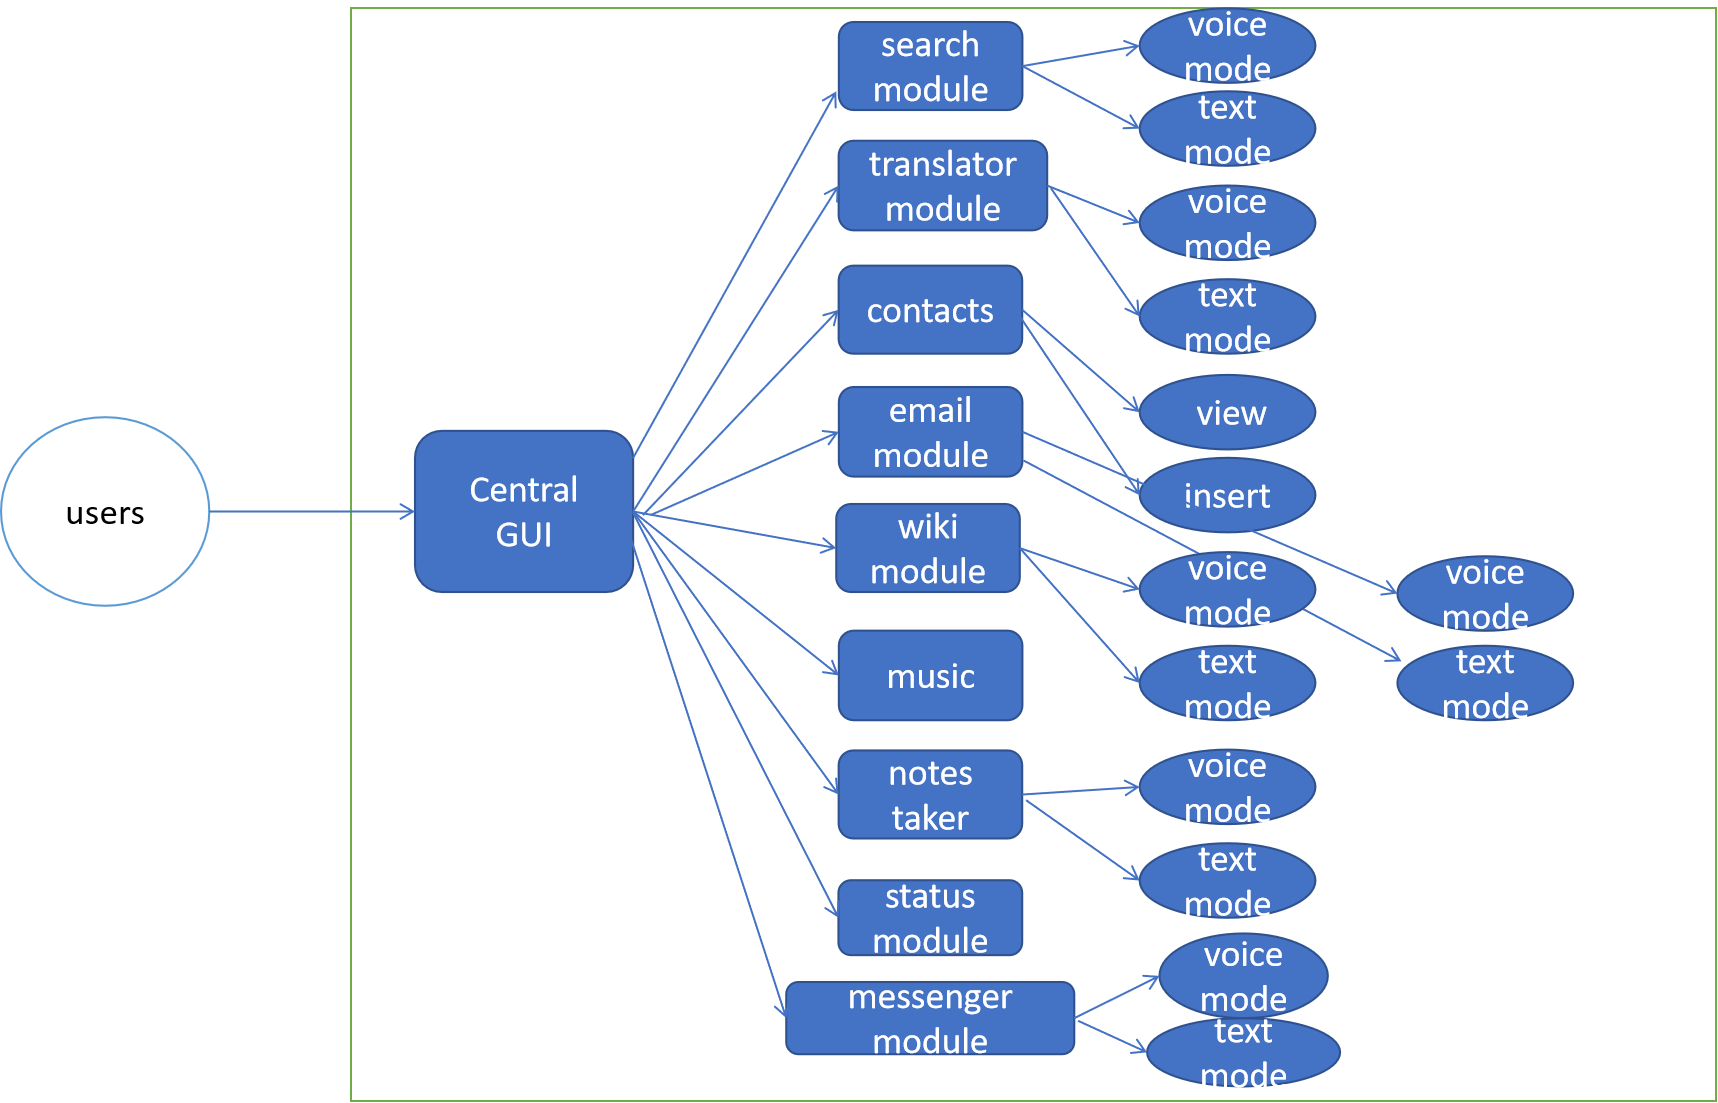 users
Central
GUI
search
module
voice
mode
text
mode
translator
module
voice
mode
text
mode
contacts
view
insert
email
module
voice
mode
text
mode
wiki
module
voice
mode
text
mode
music
notes
taker
voice
mode
text
mode
status
module
messenger
module
voice
mode
text
mode